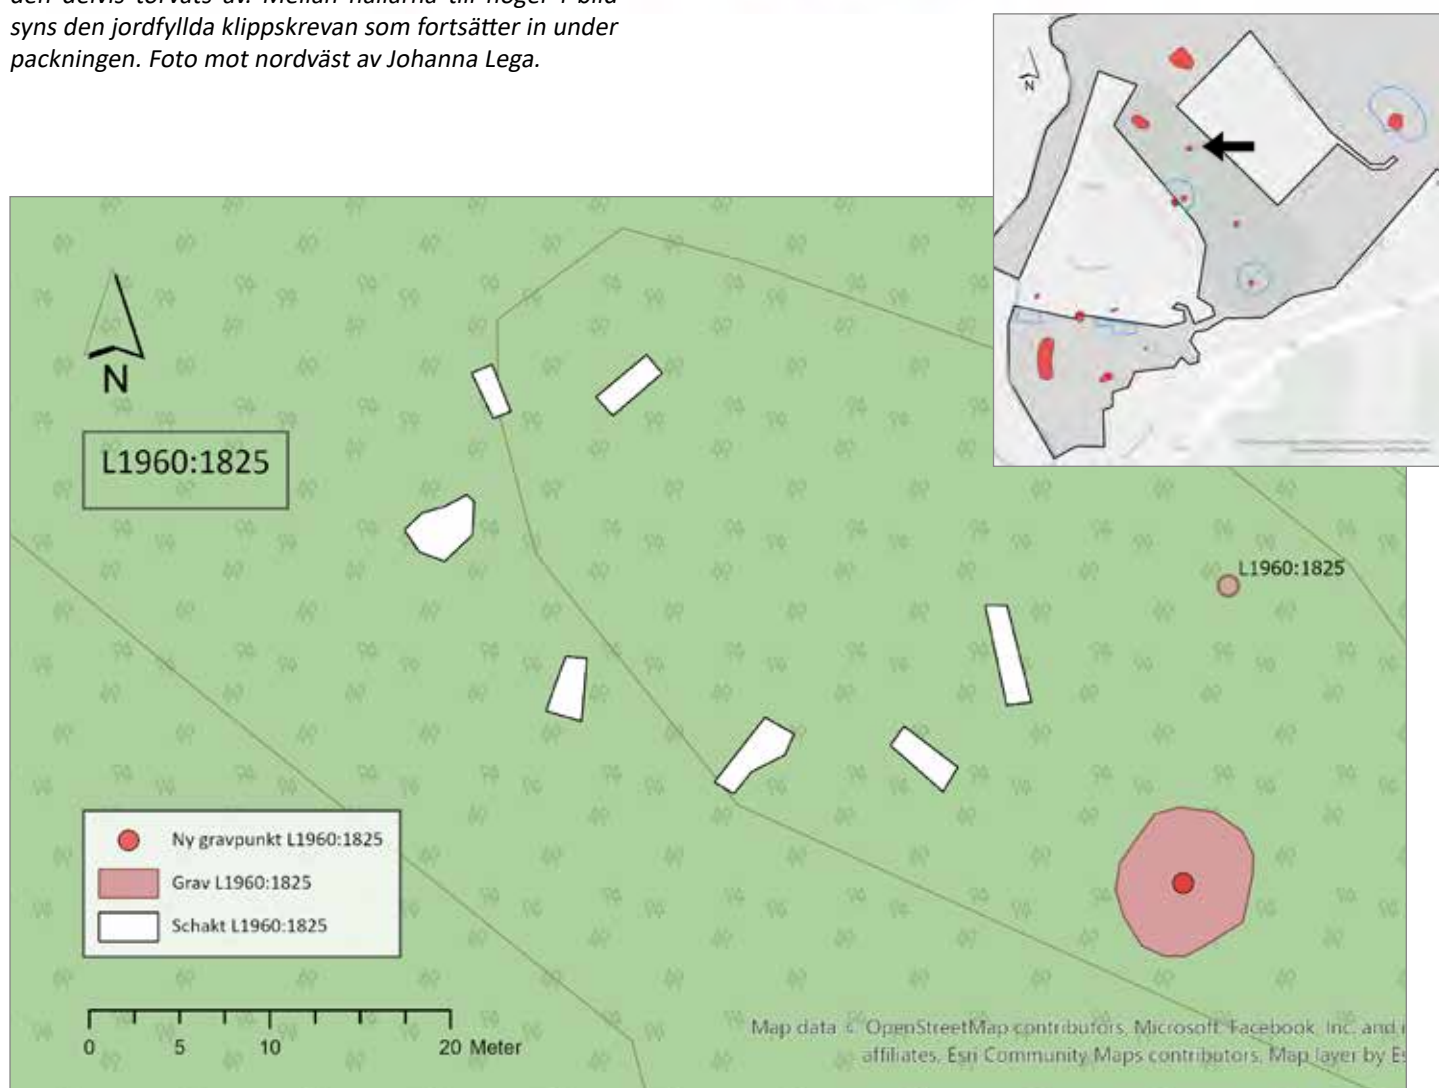 syns den jordfyllda klippskrevan som fortsätter in under
packningen. Foto mot nordväst av Johanna Lega.
N
N
L1960:1825
L1960:1825
Ny gravpunkt L1960:1825
Grav L1960:1825
Schakt L1960:1825
0 5 10 20 Meter
Map data © OpenStreetMap contributors, Microsoft, Facebook, Inc. and
affiliates, Esri Community Maps contributors, Map layer by